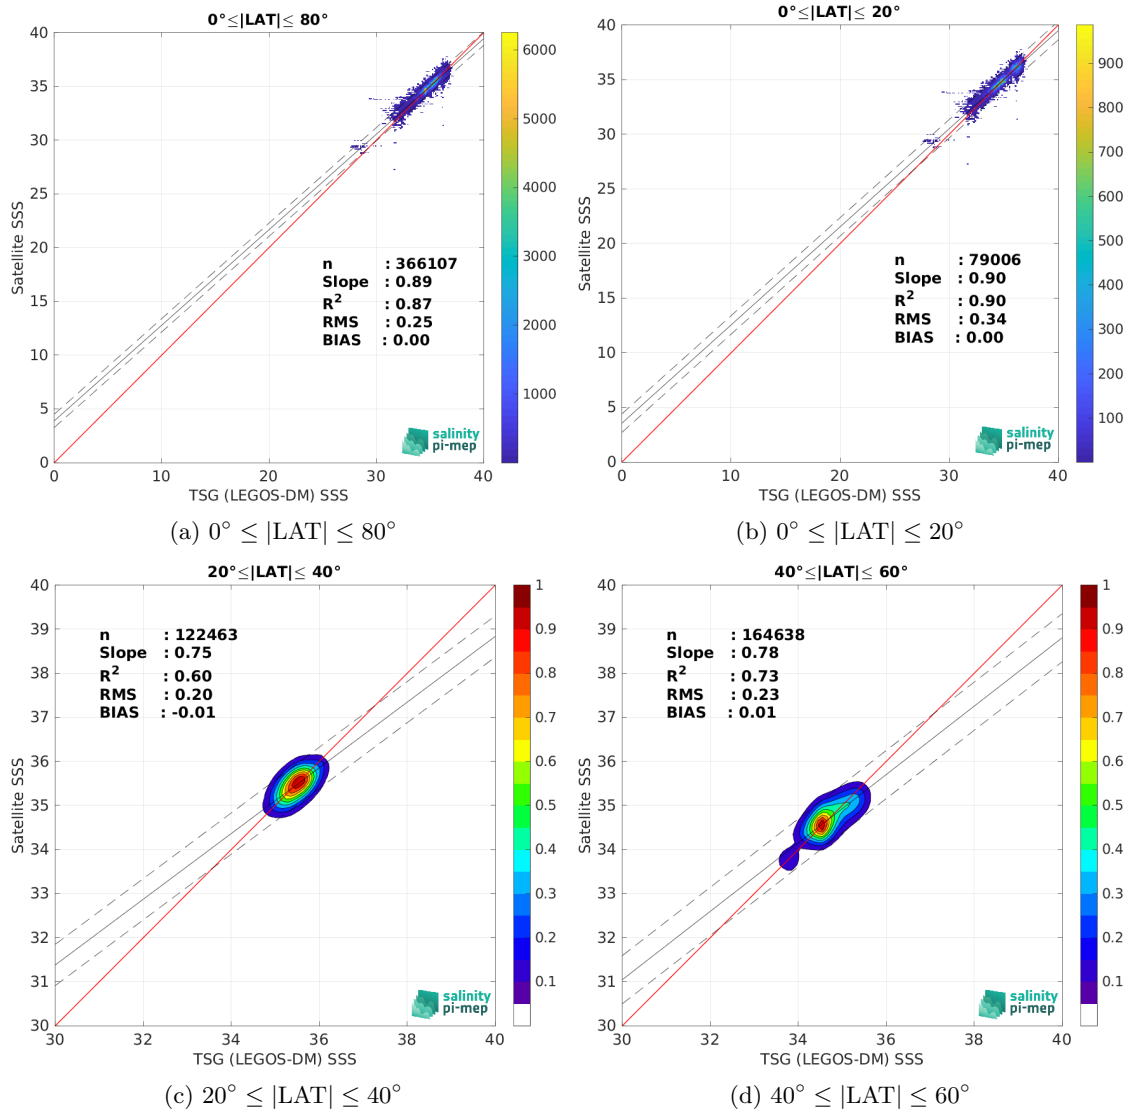 0°≤|LAT|≤ 80°
40
35
30
25
20
15
10
5
0
0
10
20
30
40
Satellite SSS
TSG (LEGOS-DM) SSS
n : 366107
Slope : 0.89
R2 : 0.87
RMS : 0.25
BIAS : 0.00
salinity
pi-mep
6000
5000
4000
3000
2000
1000
(a) 0° ≤ |LAT| ≤ 80°
0°≤|LAT|≤ 20°
40
35
30
25
20
15
10
5
0
0
10
20
30
40
Satellite SSS
TSG (LEGOS-DM) SSS
n : 79006
Slope : 0.90
R2 : 0.90
RMS : 0.34
BIAS : 0.00
salinity
pi-mep
900
800
700
600
500
400
300
200
100
(b) 0° ≤ |LAT| ≤ 20°
20°≤|LAT|≤ 40°
40
39
38
37
36
35
34
33
32
31
30
30
32
34
36
38
40
Satellite SSS
TSG (LEGOS-DM) SSS
n : 122463
Slope : 0.75
R2 : 0.60
RMS : 0.20
BIAS : -0.01
salinity
pi-mep
1
0.9
0.8
0.7
0.6
0.5
0.4
0.3
0.2
0.1
(c) 20° ≤ |LAT| ≤ 40°
40°≤|LAT|≤ 60°
40
39
38
37
36
35
34
33
32
31
30
30
32
34
36
38
40
Satellite SSS
TSG (LEGOS-DM) SSS
n : 164638
Slope : 0.78
R2 : 0.73
RMS : 0.23
BIAS : 0.01
salinity
pi-mep
1
0.9
0.8
0.7
0.6
0.5
0.4
0.3
0.2
0.1
(d) 40° ≤ |LAT| ≤ 60°